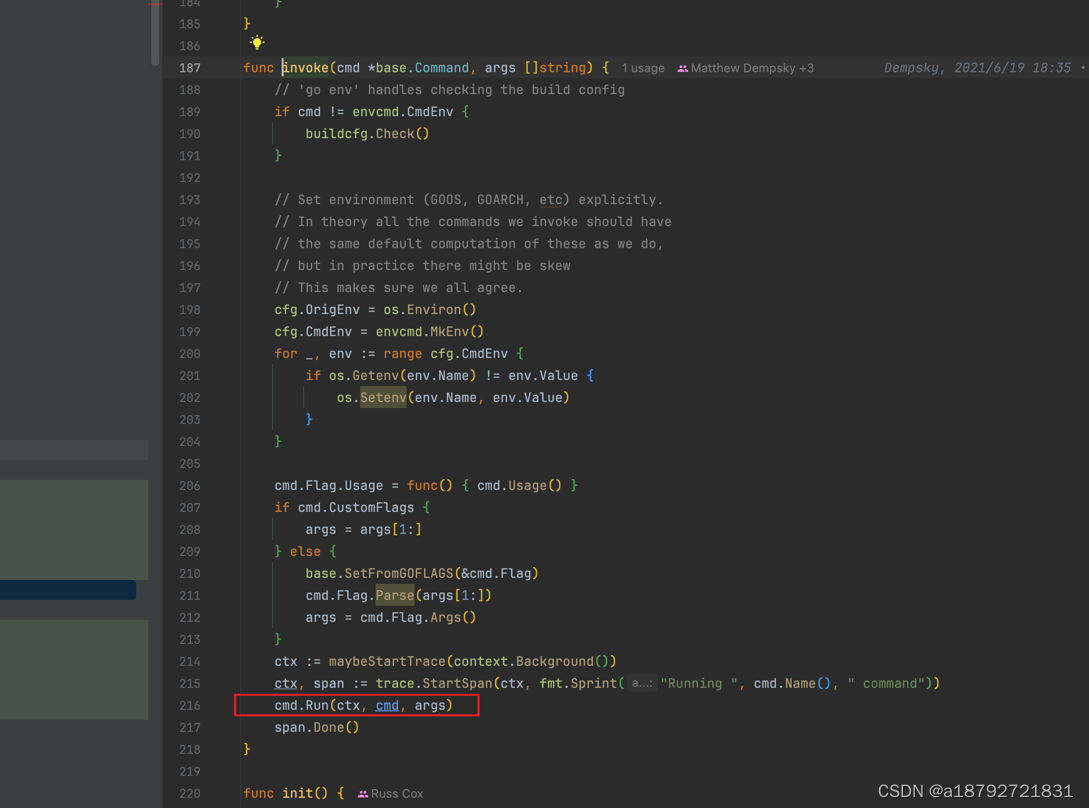 184 }
185 }
186
187 func invoke(cmd *base.Command, args []string) { 1 usage Matthew Dempsky +3 Dempsky, 2021/6/19 18:35 •
188 // 'go env' handles checking the build config
189 if cmd != envcmd.CmdEnv {
190 buildcfg.Check()
191 }
192
193 // Set environment (GOOS, GOARCH, etc) explicitly.
194 // In theory all the commands we invoke should have
195 // the same default computation of these as we do,
196 // but in practice there might be skew
197 // This makes sure we all agree.
198 cfg.OrigEnv = os.Environ()
199 cfg.CmdEnv = envcmd.MkEnv()
200 for _, env := range cfg.CmdEnv {
201 if os.Getenv(env.Name) != env.Value {
202 os.Setenv(env.Name, env.Value)
203 }
204 }
205
206 cmd.Flag.Usage = func() { cmd.Usage() }
207 if cmd.CustomFlags {
208 args = args[1:]
209 } else {
210 base.SetFromGOFLAGS(&cmd.Flag)
211 cmd.Flag.Parse(args[1:])
212 args = cmd.Flag.Args()
213 }
214 ctx := maybeStartTrace(context.Background())
215 ctx, span := trace.StartSpan(ctx, fmt.Sprint( a...: "Running ", cmd.Name(), " command"))
216 cmd.Run(ctx, cmd, args)
217 span.Done()
218 }
219
220 func init() { Russ Cox
CSDN @a18792721831